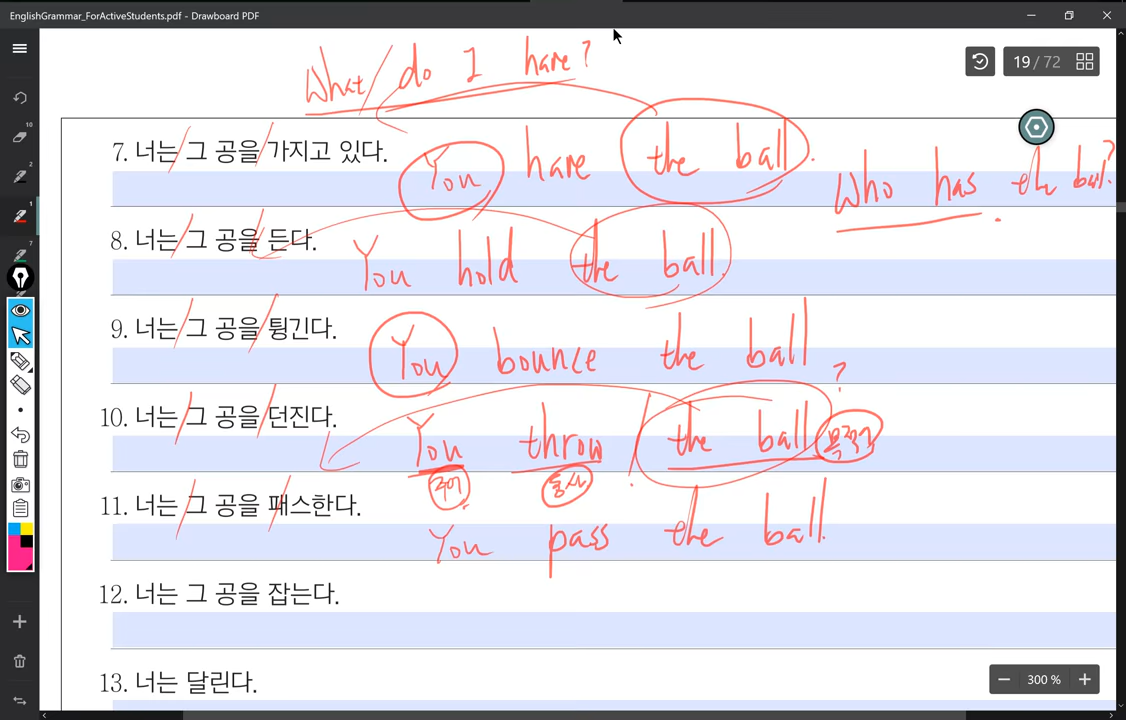 EnglishGrammar_ForActiveStudents.pdf - Drawboard PDF
19 / 72
What do I have?
7. 너는 그 공을 가지고 있다.
You have the ball.
Who has the ball?
8. 너는 그 공을 든다.
You hold the ball.
9. 너는 그 공을 튕긴다.
You bounce the ball
?
10. 너는 그 공을 던진다.
You throw the ball 목적어
주어 동사
11. 너는 그 공을 패스한다.
You pass the ball.
12. 너는 그 공을 잡는다.
13. 너는 달린다.
300 %
10
2
1
7